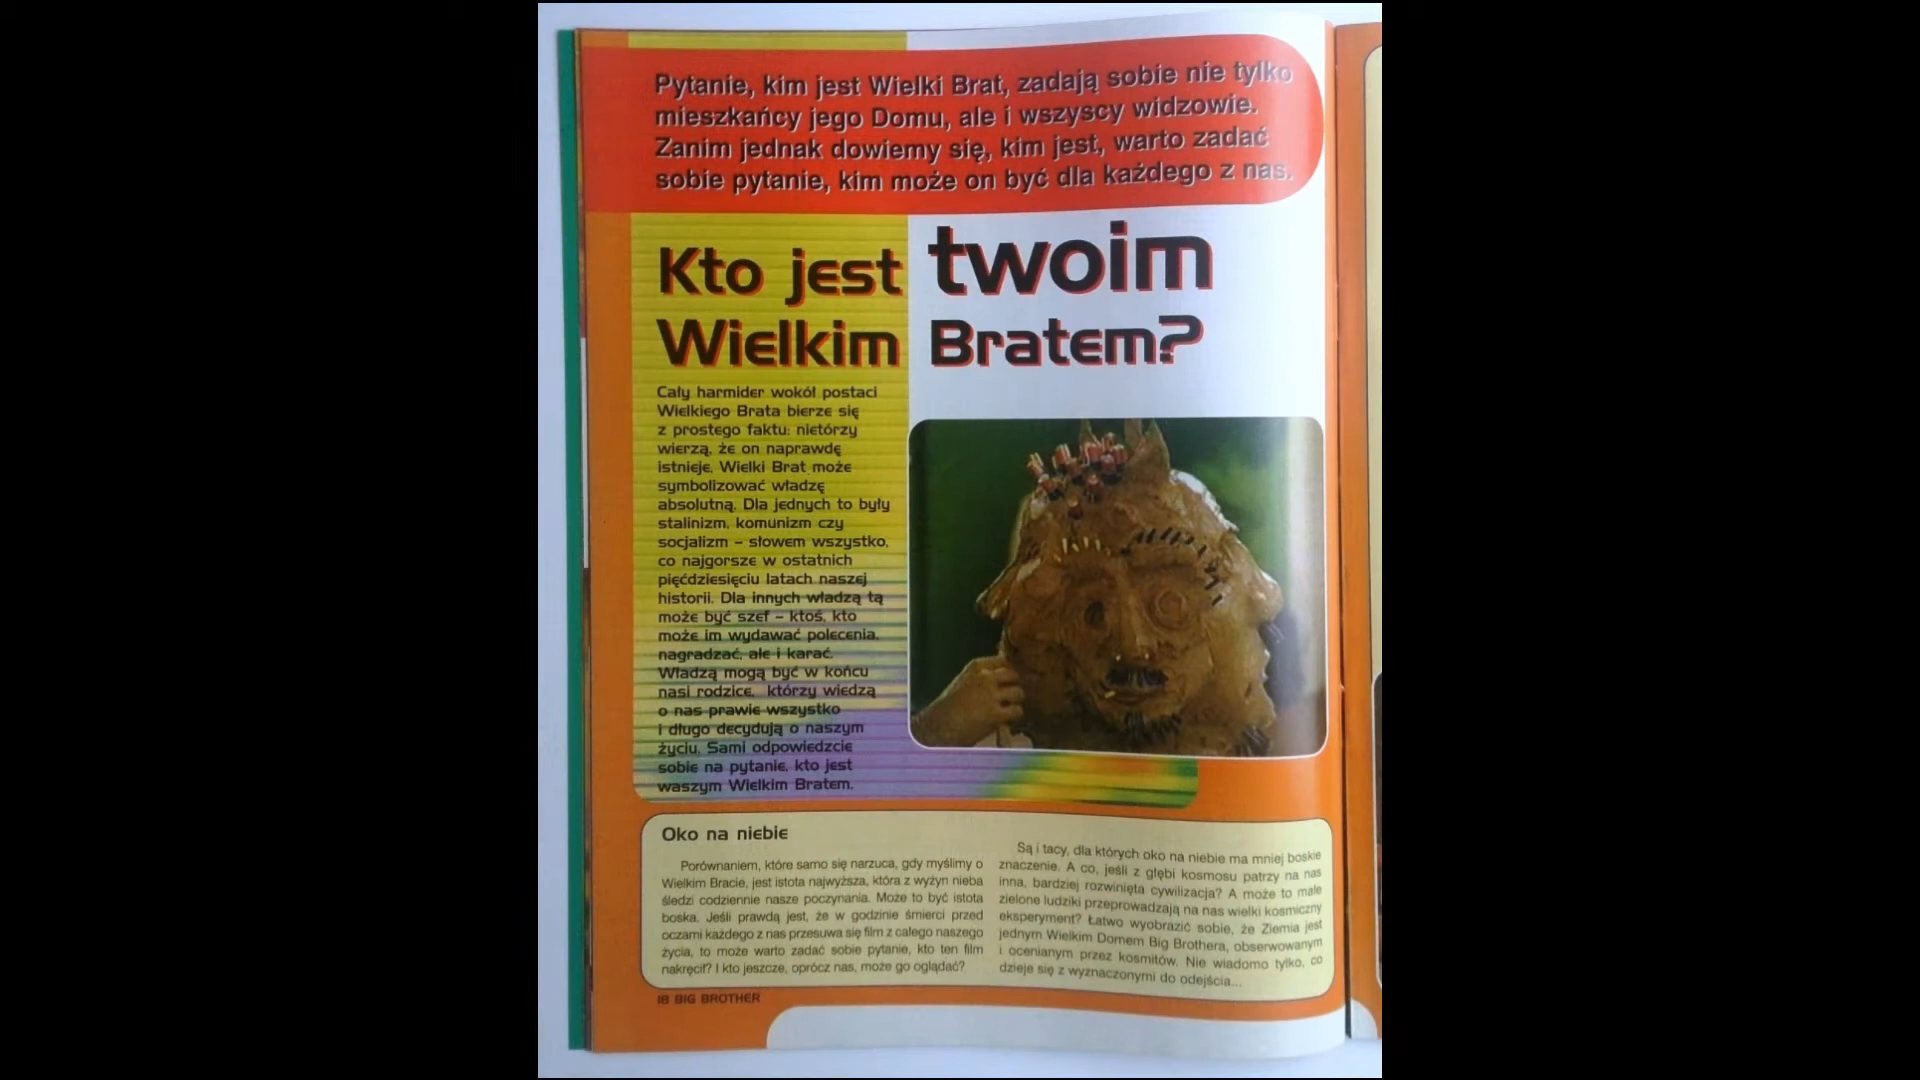 Pytanie, kim jest Wielki Brat, zadają sobie nie tylko
mieszkańcy jego Domu, ale i wszyscy widzowie.
Zanim jednak dowiemy się, kim jest, warto zadać
sobie pytanie, kim może on być dla każdego z nas.
Kto jest twoim
Wielkim Bratem?
Cały harmider wokół postaci
Wielkiego Brata bierze się
z prostego faktu: nietórzy
wierzą, że on naprawdę
istnieje. Wielki Brat może
symbolizować władzę
absolutną. Dla jednych to były
stalinizm, komunizm czy
socjalizm – słowem wszystko,
co najgorsze w ostatnich
pięćdziesięciu latach naszej
historii. Dla innych władzą tą
może być szef – ktoś, kto
może im wydawać polecenia,
nagradzać, ale i karać.
Władzą mogą być w końcu
nasi rodzice, którzy wiedzą
o nas prawie wszystko
i długo decydują o naszym
życiu. Sami odpowiedzcie
sobie na pytanie, kto jest
waszym Wielkim Bratem.
Oko na niebie
Porównaniem, które samo się narzuca, gdy myślimy o
Wielkim Bracie, jest istota najwyższa, która z wyżyn nieba
śledzi codziennie nasze poczynania. Może to być istota
boska. Jeśli prawdą jest, że w godzinie śmierci przed
oczami każdego z nas przesuwa się film z całego naszego
życia, to może warto zadać sobie pytanie, kto ten film
nakręcił? I kto jeszcze, oprócz nas, może go oglądać?
Są i tacy, dla których oko na niebie ma mniej boskie
znaczenie. A co, jeśli z głębi kosmosu patrzy na nas
inna, bardziej rozwinięta cywilizacja? A może to małe
zielone ludziki przeprowadzają na nas wielki kosmiczny
eksperyment? Łatwo wyobrazić sobie, że Ziemia jest
jednym Wielkim Domem Big Brothera, obserwowanym
i ocenianym przez kosmitów. Nie wiadomo tylko, co
dzieje się z wyznaczonymi do odejścia...
18 BIG BROTHER